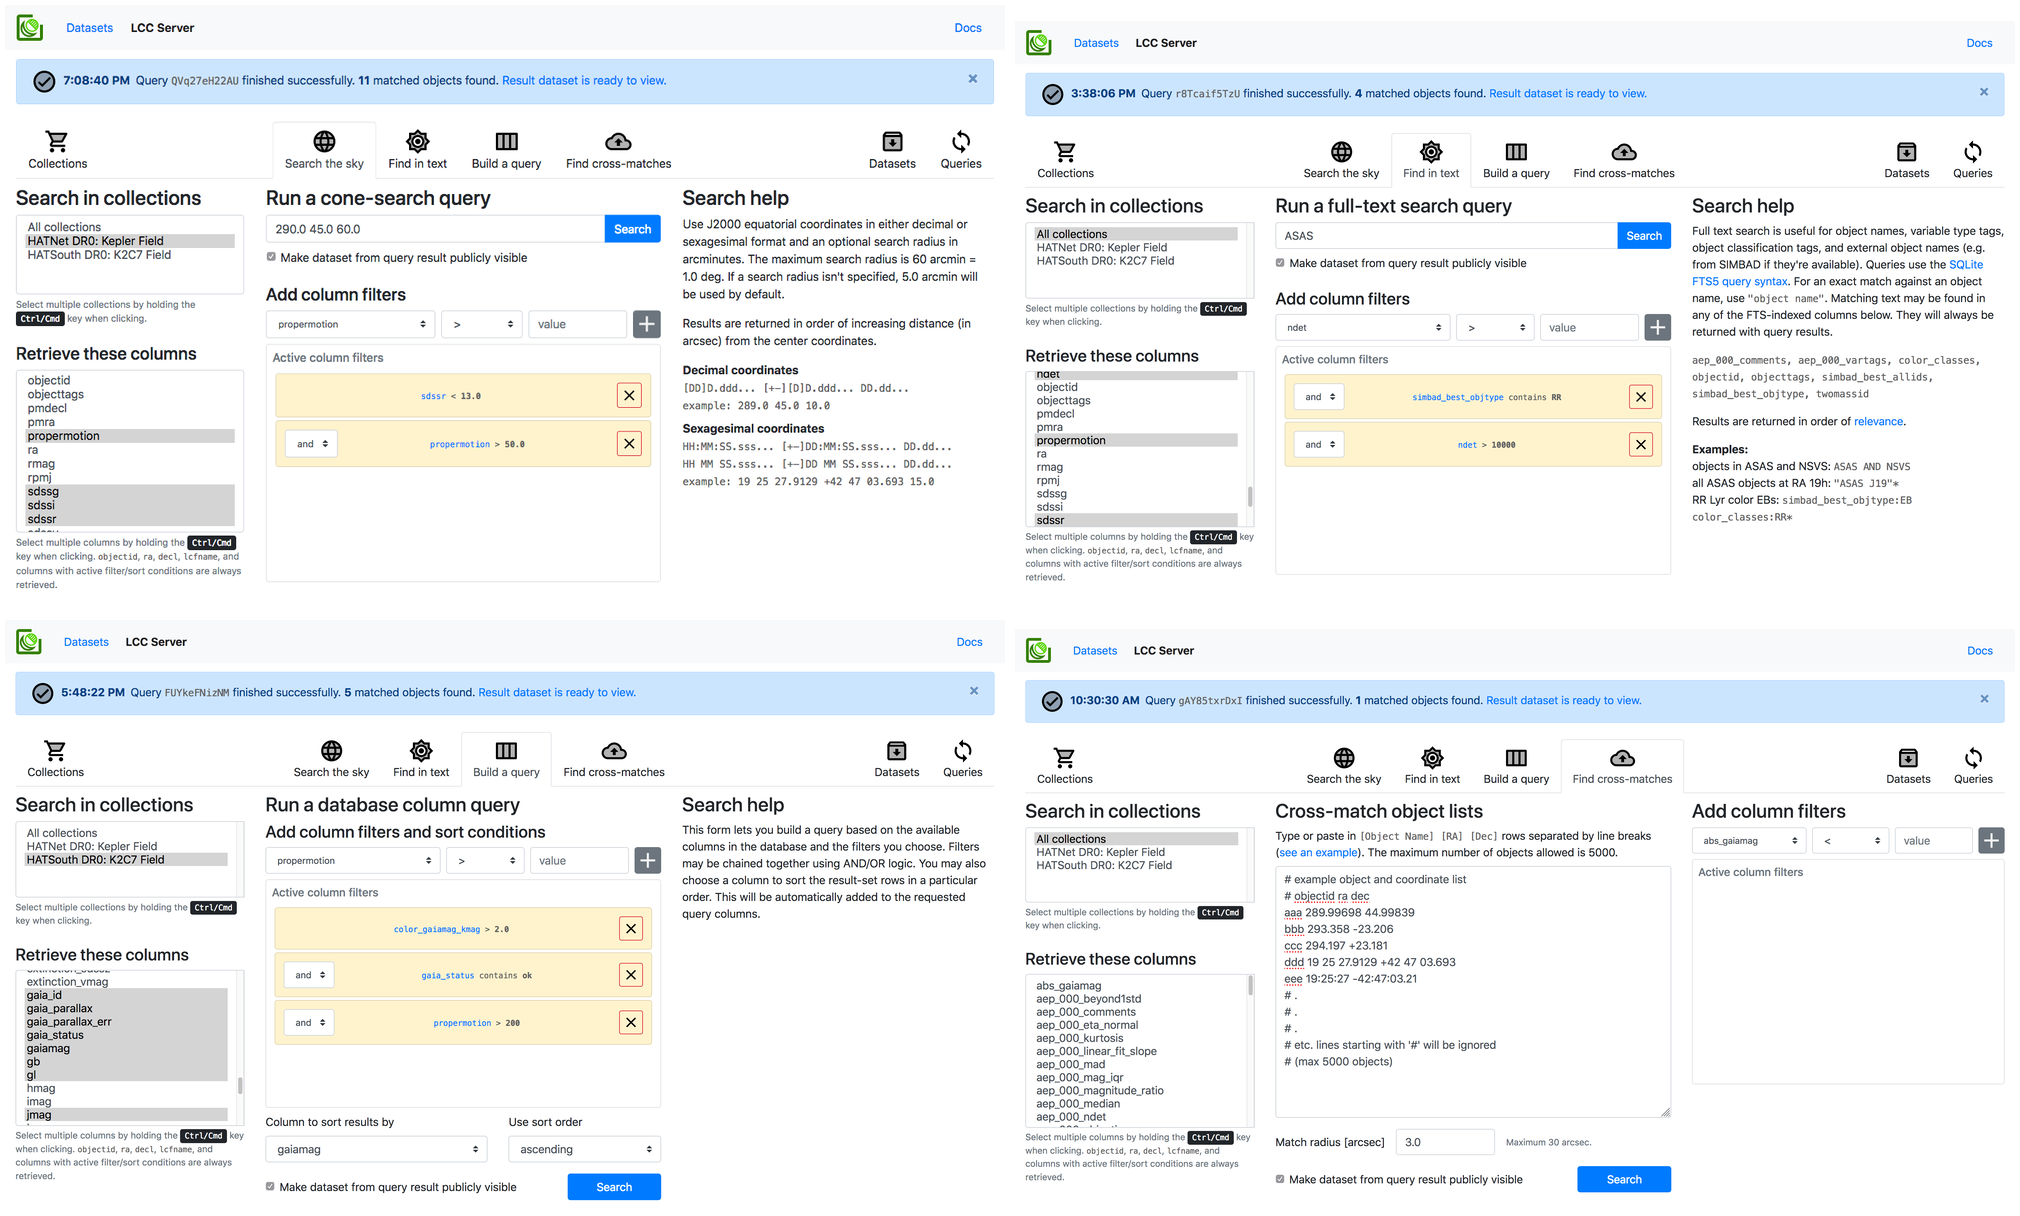 Datasets LCC Server Docs
7:08:40 PM Query QVq27eH22AU finished successfully. 11 matched objects found. Result dataset is ready to view. ×
Collections Search the sky Find in text Build a query Find cross-matches Datasets Queries
Search in collections
All collections
HATNet DR0: Kepler Field
HATSouth DR0: K2C7 Field
Select multiple collections by holding the
Ctrl/Cmd key when clicking.
Retrieve these columns
objectid
objecttags
pmdecl
pmra
propermotion
ra
rmag
rpmj
sdssg
sdssi
sdssr
Select multiple columns by holding the Ctrl/Cmd
key when clicking. objectid, ra, decl, lcfname, and
columns with active filter/sort conditions are always
retrieved.
Run a cone-search query
290.0 45.0 60.0 Search
Make dataset from query result publicly visible
Add column filters
propermotion > value +
Active column filters
sdssr < 13.0
and propermotion > 50.0
Search help
Use J2000 equatorial coordinates in either decimal or
sexagesimal format and an optional search radius in
arcminutes. The maximum search radius is 60 arcmin =
1.0 deg. If a search radius isn't specified, 5.0 arcmin will
be used by default.
Results are returned in order of increasing distance (in
arcsec) from the center coordinates.
Decimal coordinates
[DD]D.ddd... [+−][D]D.ddd... DD.dd...
example: 289.0 45.0 10.0
Sexagesimal coordinates
HH:MM:SS.sss... [+−]DD:MM:SS.sss... DD.dd...
HH MM SS.sss... [+−]DD MM SS.sss... DD.dd...
example: 19 25 27.9129 +42 47 03.693 15.0
Datasets LCC Server Docs
3:38:06 PM Query r8Tcaif5TzU finished successfully. 4 matched objects found. Result dataset is ready to view. ×
Collections Search the sky Find in text Build a query Find cross-matches Datasets Queries
Search in collections
All collections
HATNet DR0: Kepler Field
HATSouth DR0: K2C7 Field
Select multiple collections by holding the Ctrl/Cmd
key when clicking.
Retrieve these columns
ndet
objectid
objecttags
pmdecl
pmra
propermotion
ra
rmag
rpmj
sdssg
sdssi
sdssr
Select multiple columns by holding the Ctrl/Cmd key
when clicking. objectid, ra, decl, lcfname, and
columns with active filter/sort conditions are always
retrieved.
Run a full-text search query
ASAS Search
Make dataset from query result publicly visible
Add column filters
ndet > value +
Active column filters
and simbad_best_objtype contains RR
and ndet > 10000
Search help
Full text search is useful for object names, variable type tags,
object classification tags, and external object names (e.g.
from SIMBAD if they're available). Queries use the SQLite
FTS5 query syntax. For an exact match against an object
name, use "object name". Matching text may be found in
any of the FTS-indexed columns below. They will always be
returned with query results.
aep_000_comments, aep_000_vartags, color_classes,
objectid, objecttags, simbad_best_allids,
simbad_best_objtype, twomassid
Results are returned in order of relevance.
Examples:
objects in ASAS and NSVS: ASAS AND NSVS
all ASAS objects at RA 19h: "ASAS J19"*
RR Lyr color EBs: simbad_best_objtype:EB
color_classes:RR*
Datasets LCC Server Docs
5:48:22 PM Query FUYkeFNizNM finished successfully. 5 matched objects found. Result dataset is ready to view. ×
Collections Search the sky Find in text Build a query Find cross-matches Datasets Queries
Search in collections
All collections
HATNet DR0: Kepler Field
HATSouth DR0: K2C7 Field
Select multiple collections by holding the Ctrl/Cmd
key when clicking.
Retrieve these columns
extinction_vmag
gaia_id
gaia_parallax
gaia_parallax_err
gaia_status
gaiamag
gb
gl
hmag
imag
jmag
Select multiple columns by holding the Ctrl/Cmd key
when clicking. objectid, ra, decl, lcfname, and
columns with active filter/sort conditions are always
retrieved.
Run a database column query
Add column filters and sort conditions
propermotion > value +
Active column filters
color_gaiamag_kmag > 2.0
and gaia_status contains ok
and propermotion > 200
Column to sort results by Use sort order
gaiamag ascending
Make dataset from query result publicly visible Search
Search help
This form lets you build a query based on the available
columns in the database and the filters you choose. Filters
may be chained together using AND/OR logic. You may also
choose a column to sort the result-set rows in a particular
order. This will be automatically added to the requested
query columns.
Datasets LCC Server Docs
10:30:30 AM Query gAY85txrDxI finished successfully. 1 matched objects found. Result dataset is ready to view. ×
Collections Search the sky Find in text Build a query Find cross-matches Datasets Queries
Search in collections
All collections
HATNet DR0: Kepler Field
HATSouth DR0: K2C7 Field
Select multiple collections by holding the Ctrl/Cmd
key when clicking.
Retrieve these columns
abs_gaiamag
aep_000_beyond1std
aep_000_comments
aep_000_eta_normal
aep_000_kurtosis
aep_000_linear_fit_slope
aep_000_mad
aep_000_mag_iqr
aep_000_magnitude_ratio
aep_000_median
aep_000_ndet
Select multiple columns by holding the Ctrl/Cmd key
when clicking. objectid, ra, decl, lcfname, and
columns with active filter/sort conditions are always
retrieved.
Cross-match object lists
Type or paste in [Object Name] [RA] [Dec] rows separated by line breaks
(see an example). The maximum number of objects allowed is 5000.
# example object and coordinate list
# objectid ra dec
aaa 289.99698 44.99839
bbb 293.358 -23.206
ccc 294.197 +23.181
ddd 19 25 27.9129 +42 47 03.693
eee 19:25:27 -42:47:03.21
# .
# .
# .
# etc. lines starting with '#' will be ignored
# (max 5000 objects)
Match radius [arcsec] 3.0 Maximum 30 arcsec.
Make dataset from query result publicly visible Search
Add column filters
abs_gaiamag < value +
Active column filters